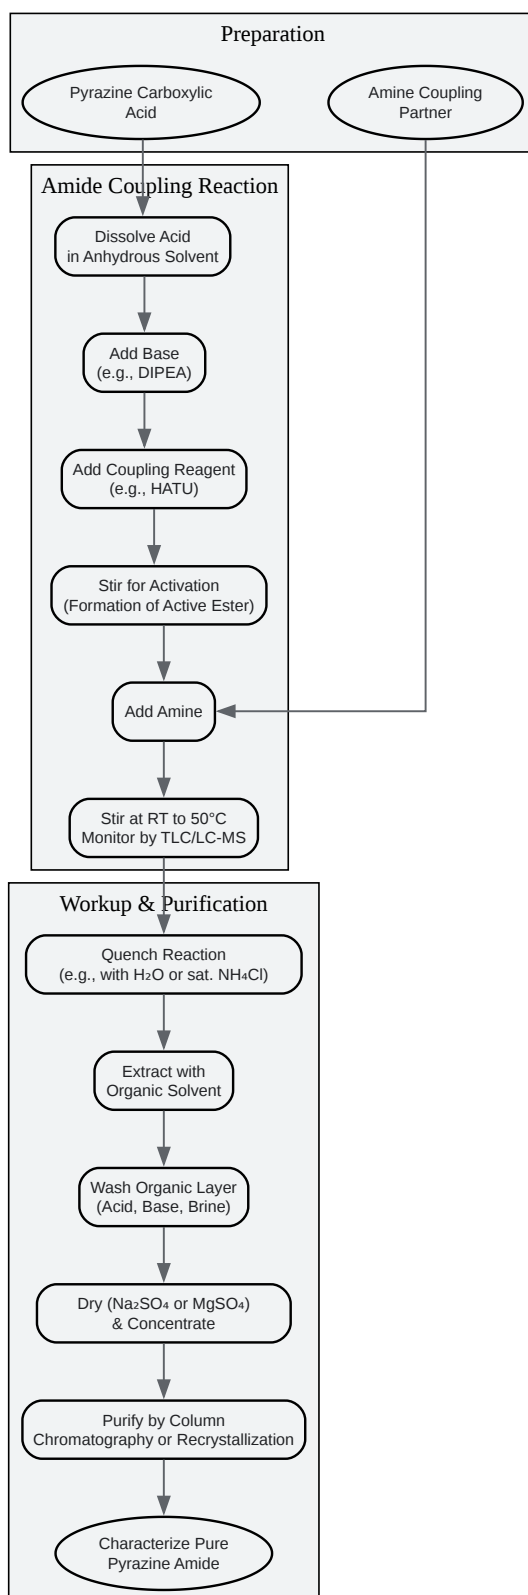 Preparation
Pyrazine Carboxylic
Acid
Amine Coupling
Partner
Amide Coupling Reaction
Dissolve Acid
in Anhydrous Solvent
Add Base
(e.g., DIPEA)
Add Coupling Reagent
(e.g., HATU)
Stir for Activation
(Formation of Active Ester)
Add Amine
Stir at RT to 50°C
Monitor by TLC/LC-MS
Workup & Purification
Quench Reaction
(e.g., with H₂O or sat. NH₄Cl)
Extract with
Organic Solvent
Wash Organic Layer
(Acid, Base, Brine)
Dry (Na₂SO₄ or MgSO₄)
& Concentrate
Purify by Column
Chromatography or Recrystallization
Characterize Pure
Pyrazine Amide